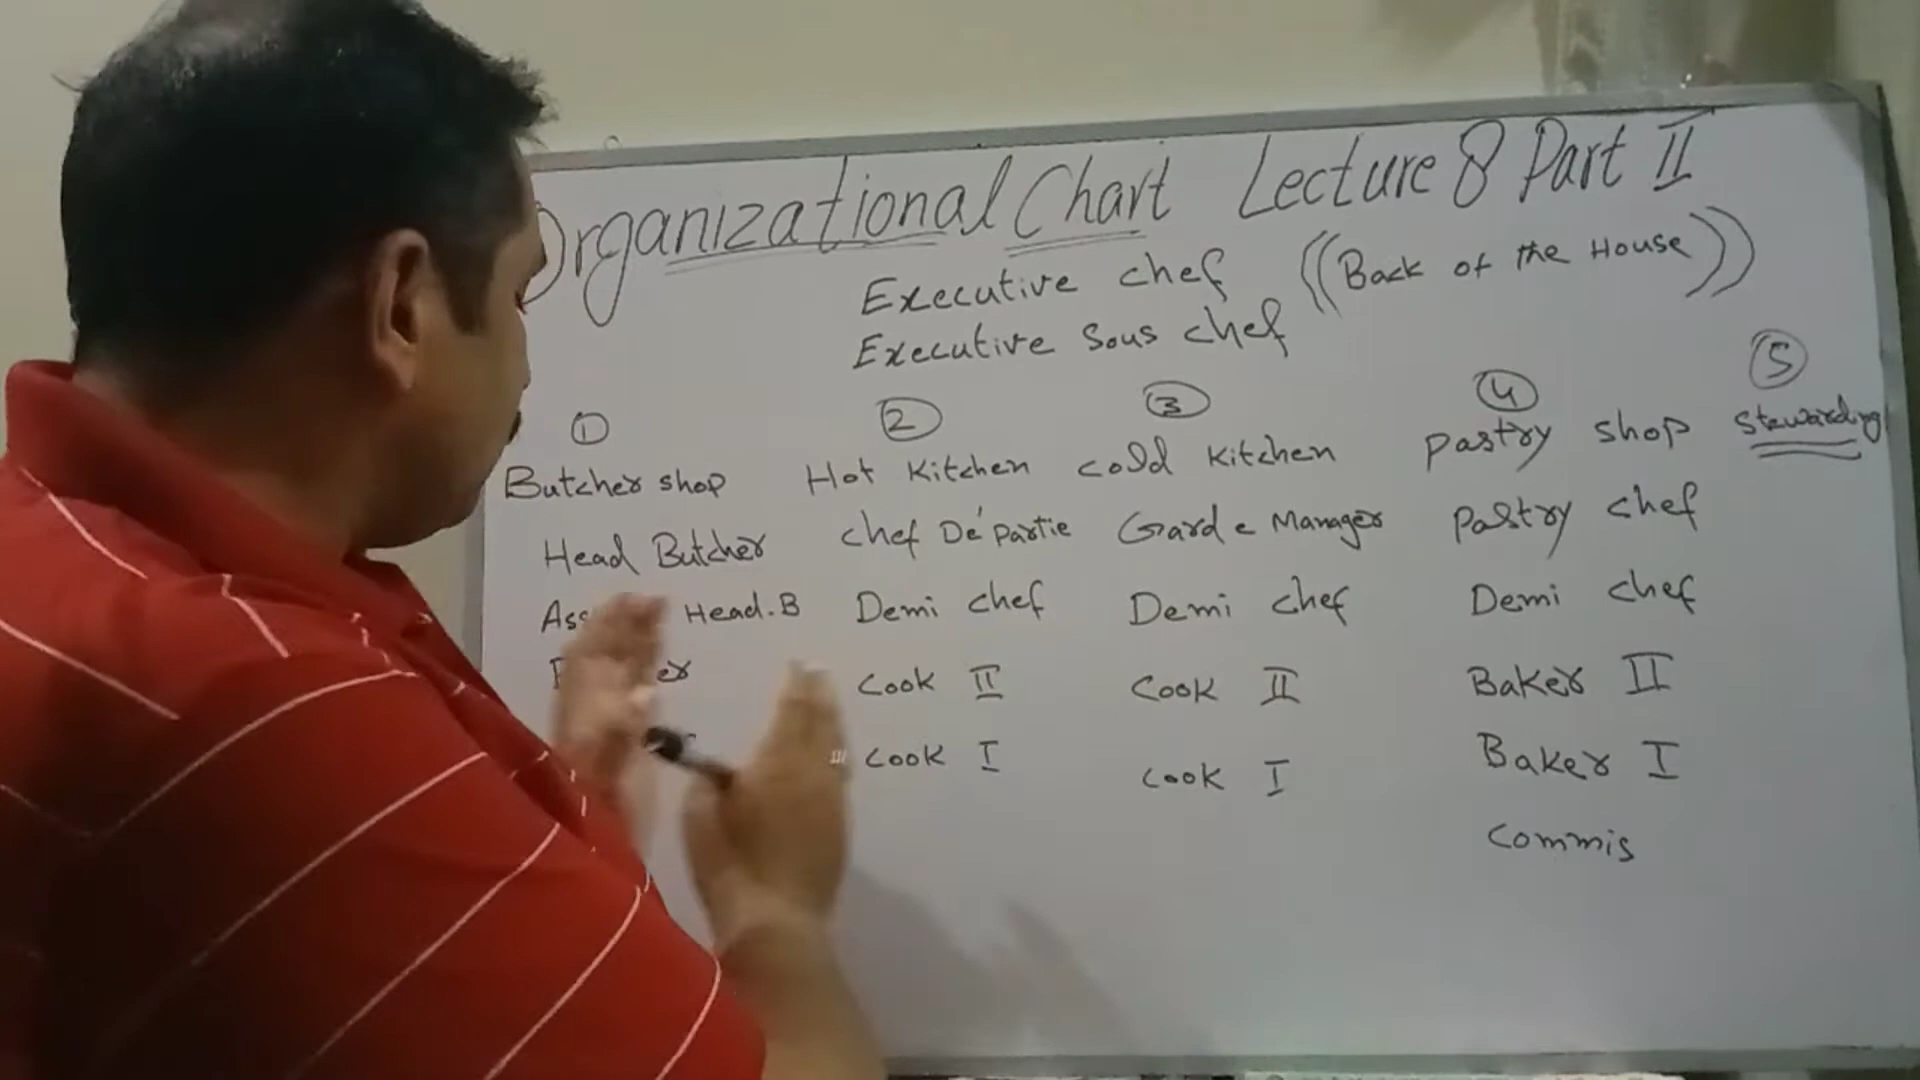 Organizational Chart Lecture 8 Part II
Executive chef ((Back of the House))
Executive Sous chef
1 2 3 4 5
Butcher shop Hot Kitchen cold Kitchen Pastry shop Stewarding
Head Butcher chef De'partie Garde Manager Pastry chef
Head.B Demi chef Demi chef Demi chef
Cook II Cook II Baker II
Cook I Cook I Baker I
Commis